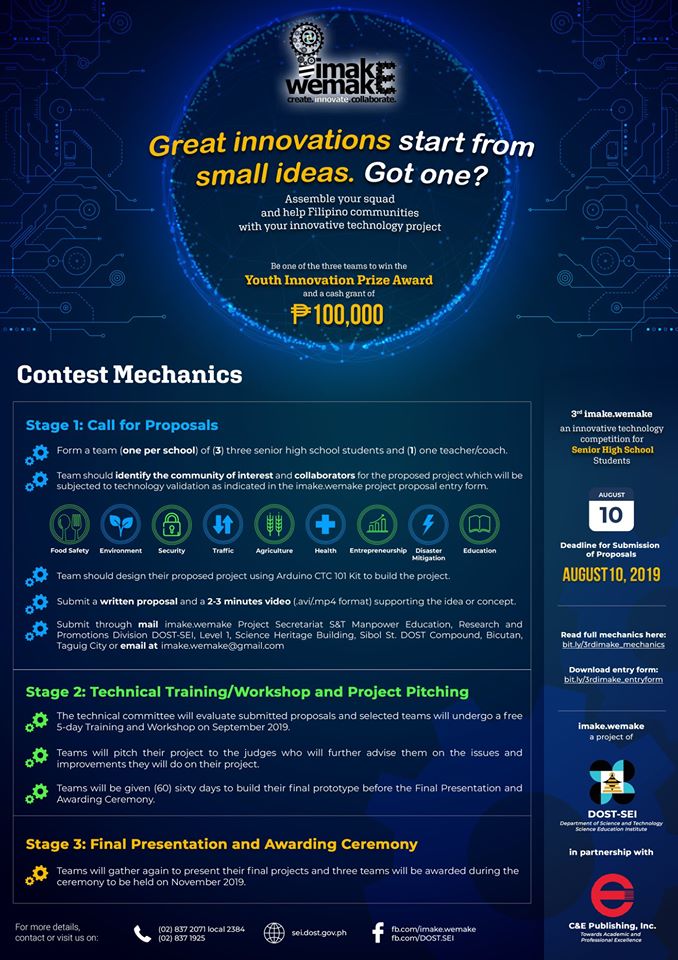 imake
wemake
create. innovate. collaborate.
Great innovations start from
small ideas. Got one?
Assemble your squad
and help Filipino communities
with your innovative technology project
Be one of the three teams to win the
Youth Innovation Prize Award
and a cash grant of
₱100,000
Contest Mechanics
Stage 1: Call for Proposals
Form a team (one per school) of (3) three senior high school students and (1) one teacher/coach.
Team should identify the community of interest and collaborators for the proposed project which will be
subjected to technology validation as indicated in the imake.wemake project proposal entry form.
Food Safety Environment Security Traffic Agriculture Health Entrepreneurship Disaster Education
Mitigation
Team should design their proposed project using Arduino CTC 101 Kit to build the project.
Submit a written proposal and a 2-3 minutes video (.avi/.mp4 format) supporting the idea or concept.
Submit through mail imake.wemake Project Secretariat S&T Manpower Education, Research and
Promotions Division DOST-SEI, Level 1, Science Heritage Building, Sibol St. DOST Compound, Bicutan,
Taguig City or email at imake.wemake@gmail.com
Stage 2: Technical Training/Workshop and Project Pitching
The technical committee will evaluate submitted proposals and selected teams will undergo a free
5-day Training and Workshop on September 2019.
Teams will pitch their project to the judges who will further advise them on the issues and
improvements they will do on their project.
Teams will be given (60) sixty days to build their final prototype before the Final Presentation and
Awarding Ceremony.
Stage 3: Final Presentation and Awarding Ceremony
Teams will gather again to present their final projects and three teams will be awarded during the
ceremony to be held on November 2019.
3rd imake.wemake
an innovative technology
competition for
Senior High School
Students
AUGUST
10
Deadline for Submission
of Proposals
AUGUST 10, 2019
Read full mechanics here:
bit.ly/3rdimake_mechanics
Download entry form:
bit.ly/3rdimake_entryform
imake.wemake
a project of
DOST-SEI
Department of Science and Technology
Science Education Institute
in partnership with
C&E Publishing, Inc.
Towards Academic and
Professional Excellence
For more details,
contact or visit us on:
(02) 837 2071 local 2384
(02) 837 1925
sei.dost.gov.ph
fb.com/imake.wemake
fb.com/DOST.SEI